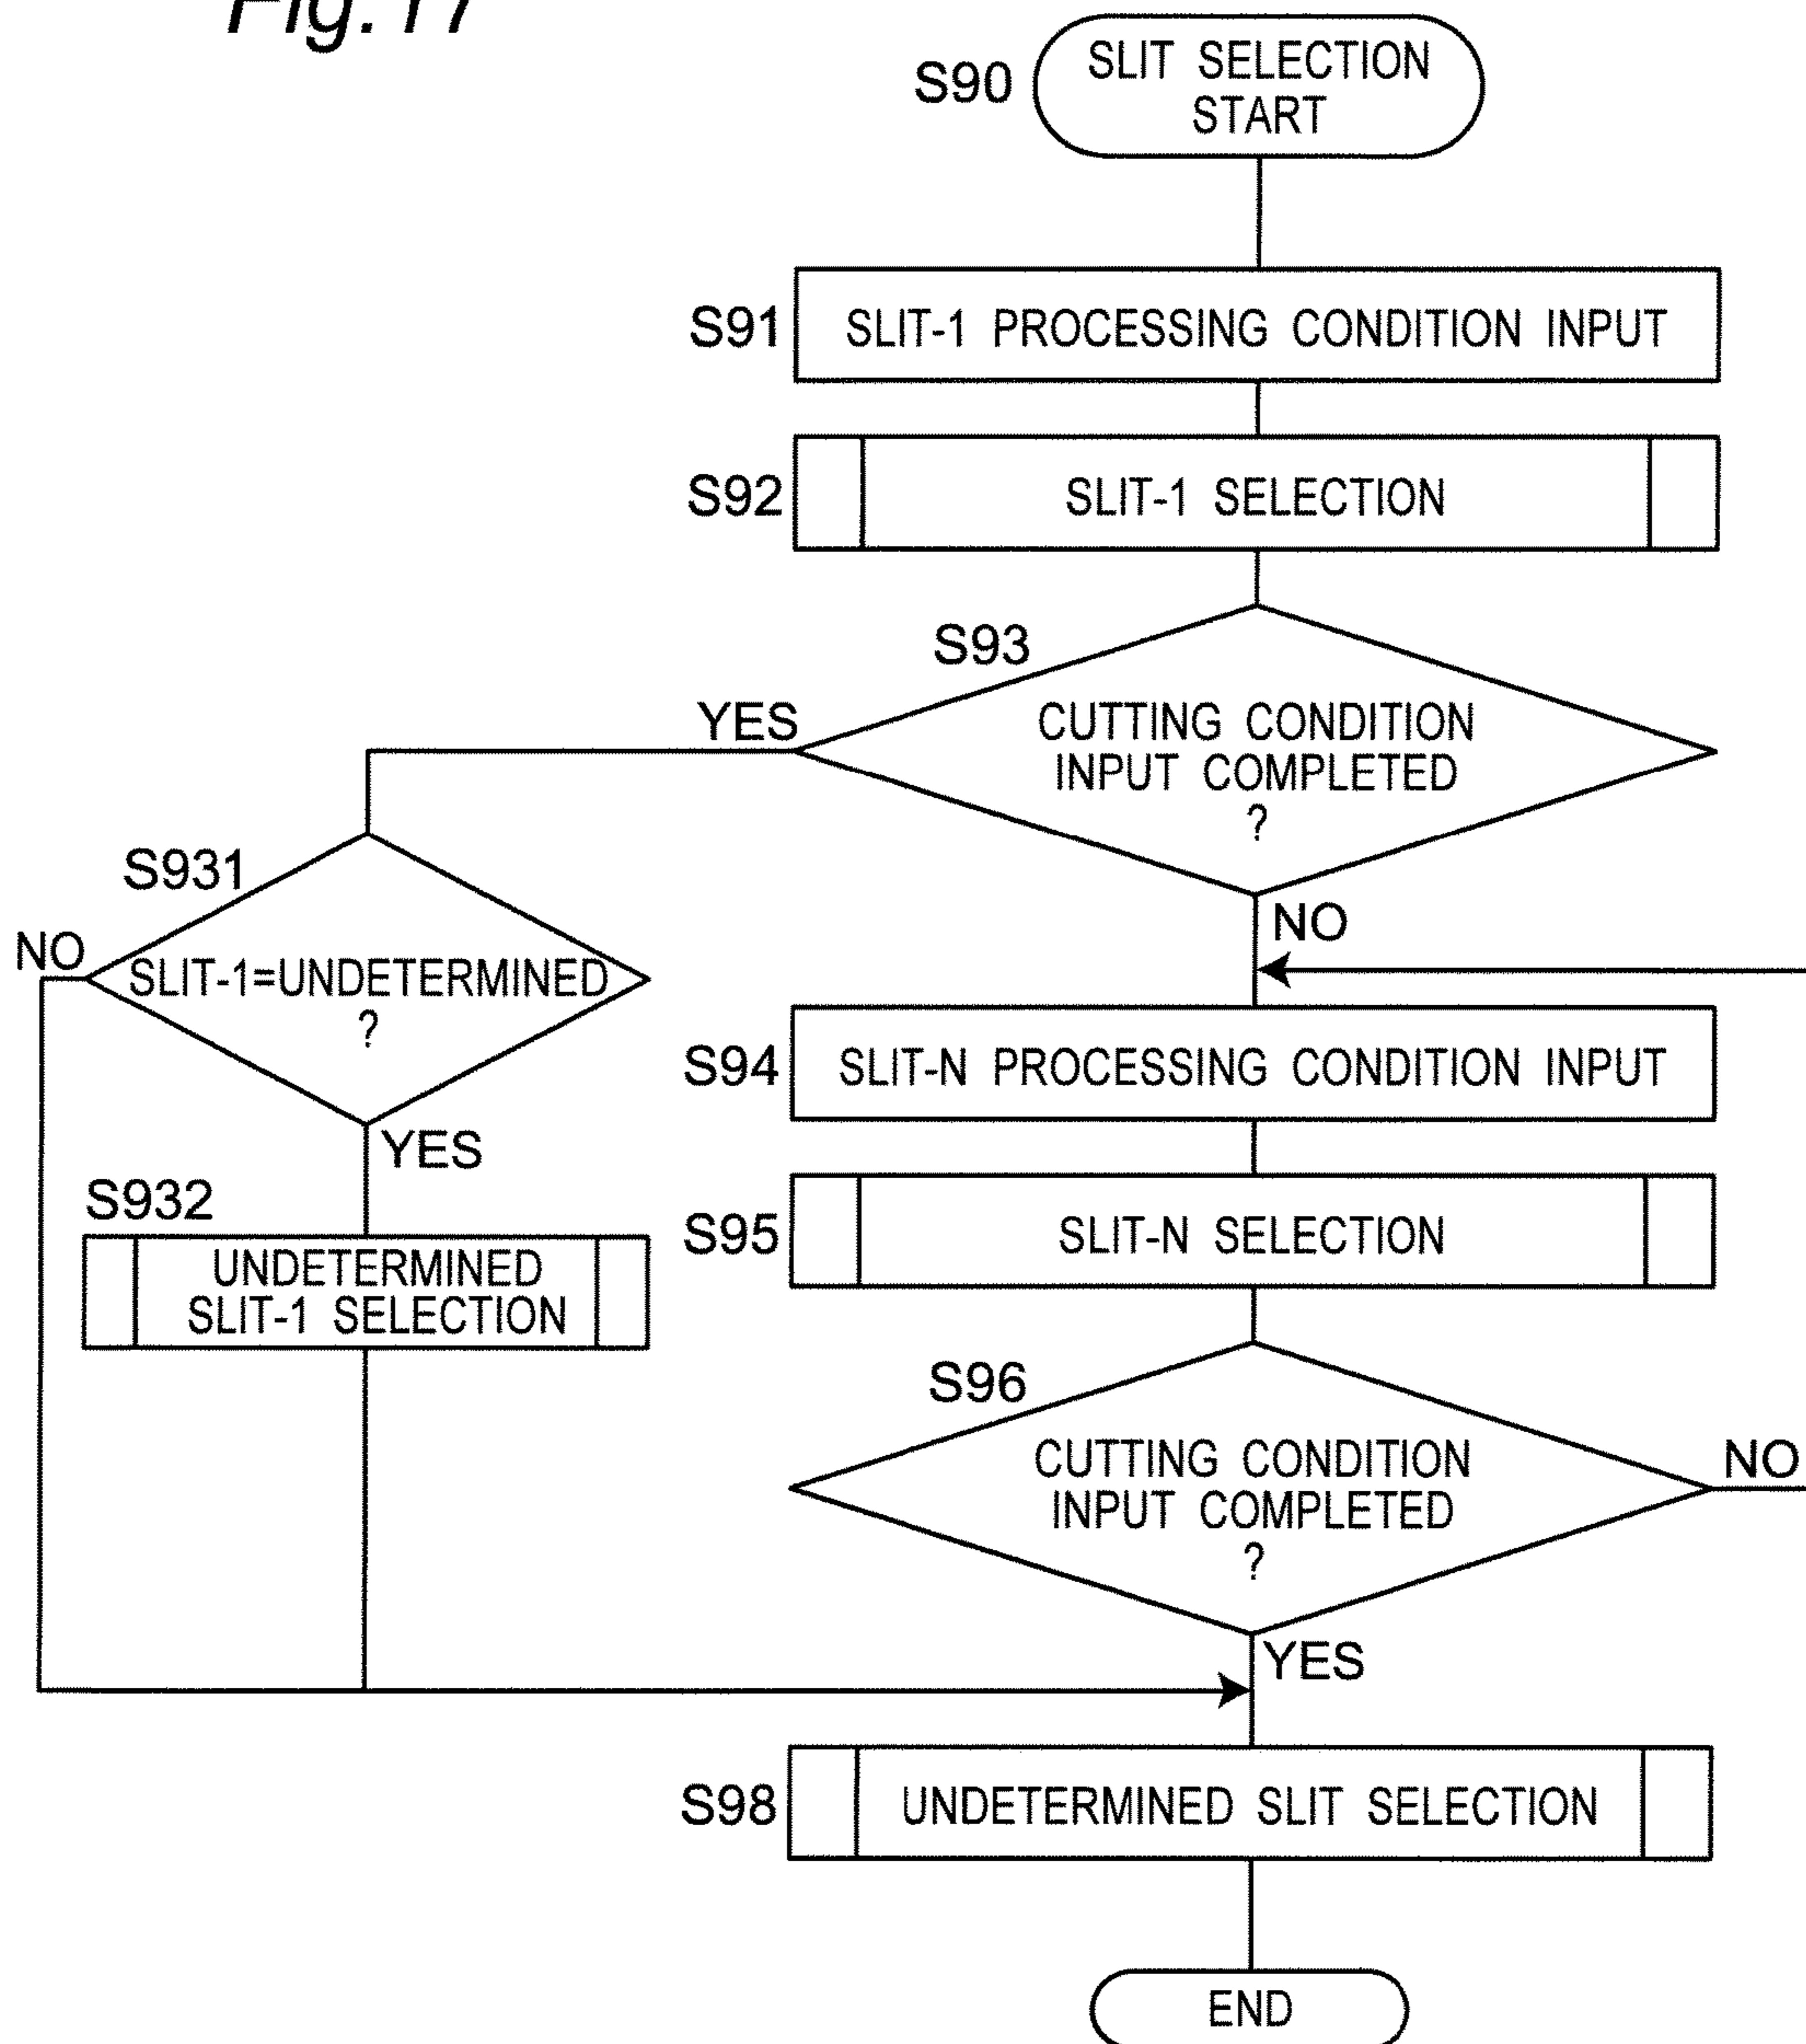 Fig. 17
S90
SLIT SELECTION
START
S91
SLIT-1 PROCESSING CONDITION INPUT
S92
SLIT-1 SELECTION
S93
YES
CUTTING CONDITION
INPUT COMPLETED
?
NO
S931
NO
SLIT-1=UNDETERMINED
?
YES
S932
UNDETERMINED
SLIT-1 SELECTION
S94
SLIT-N PROCESSING CONDITION INPUT
S95
SLIT-N SELECTION
S96
CUTTING CONDITION
INPUT COMPLETED
?
NO
YES
S98
UNDETERMINED SLIT SELECTION
END